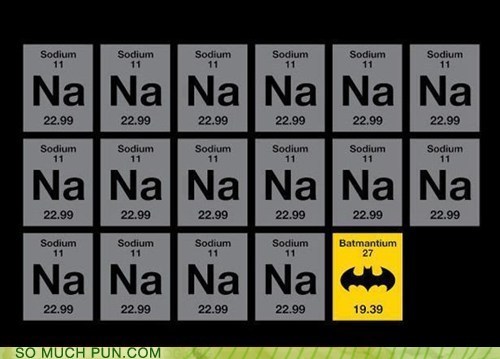 Sodium Sodium Sodium Sodium Sodium Sodium
11 11 11 11 11 11
Na Na Na Na Na Na
22.99 22.99 22.99 22.99 22.99 22.99
Sodium Sodium Sodium Sodium Sodium Sodium
11 11 11 11 11 11
Na Na Na Na Na Na
22.99 22.99 22.99 22.99 22.99 22.99
Sodium Sodium Sodium Sodium Batmantium
11 11 11 11 27
Na Na Na Na
22.99 22.99 22.99 22.99 19.39
SO MUCH PUN.COM